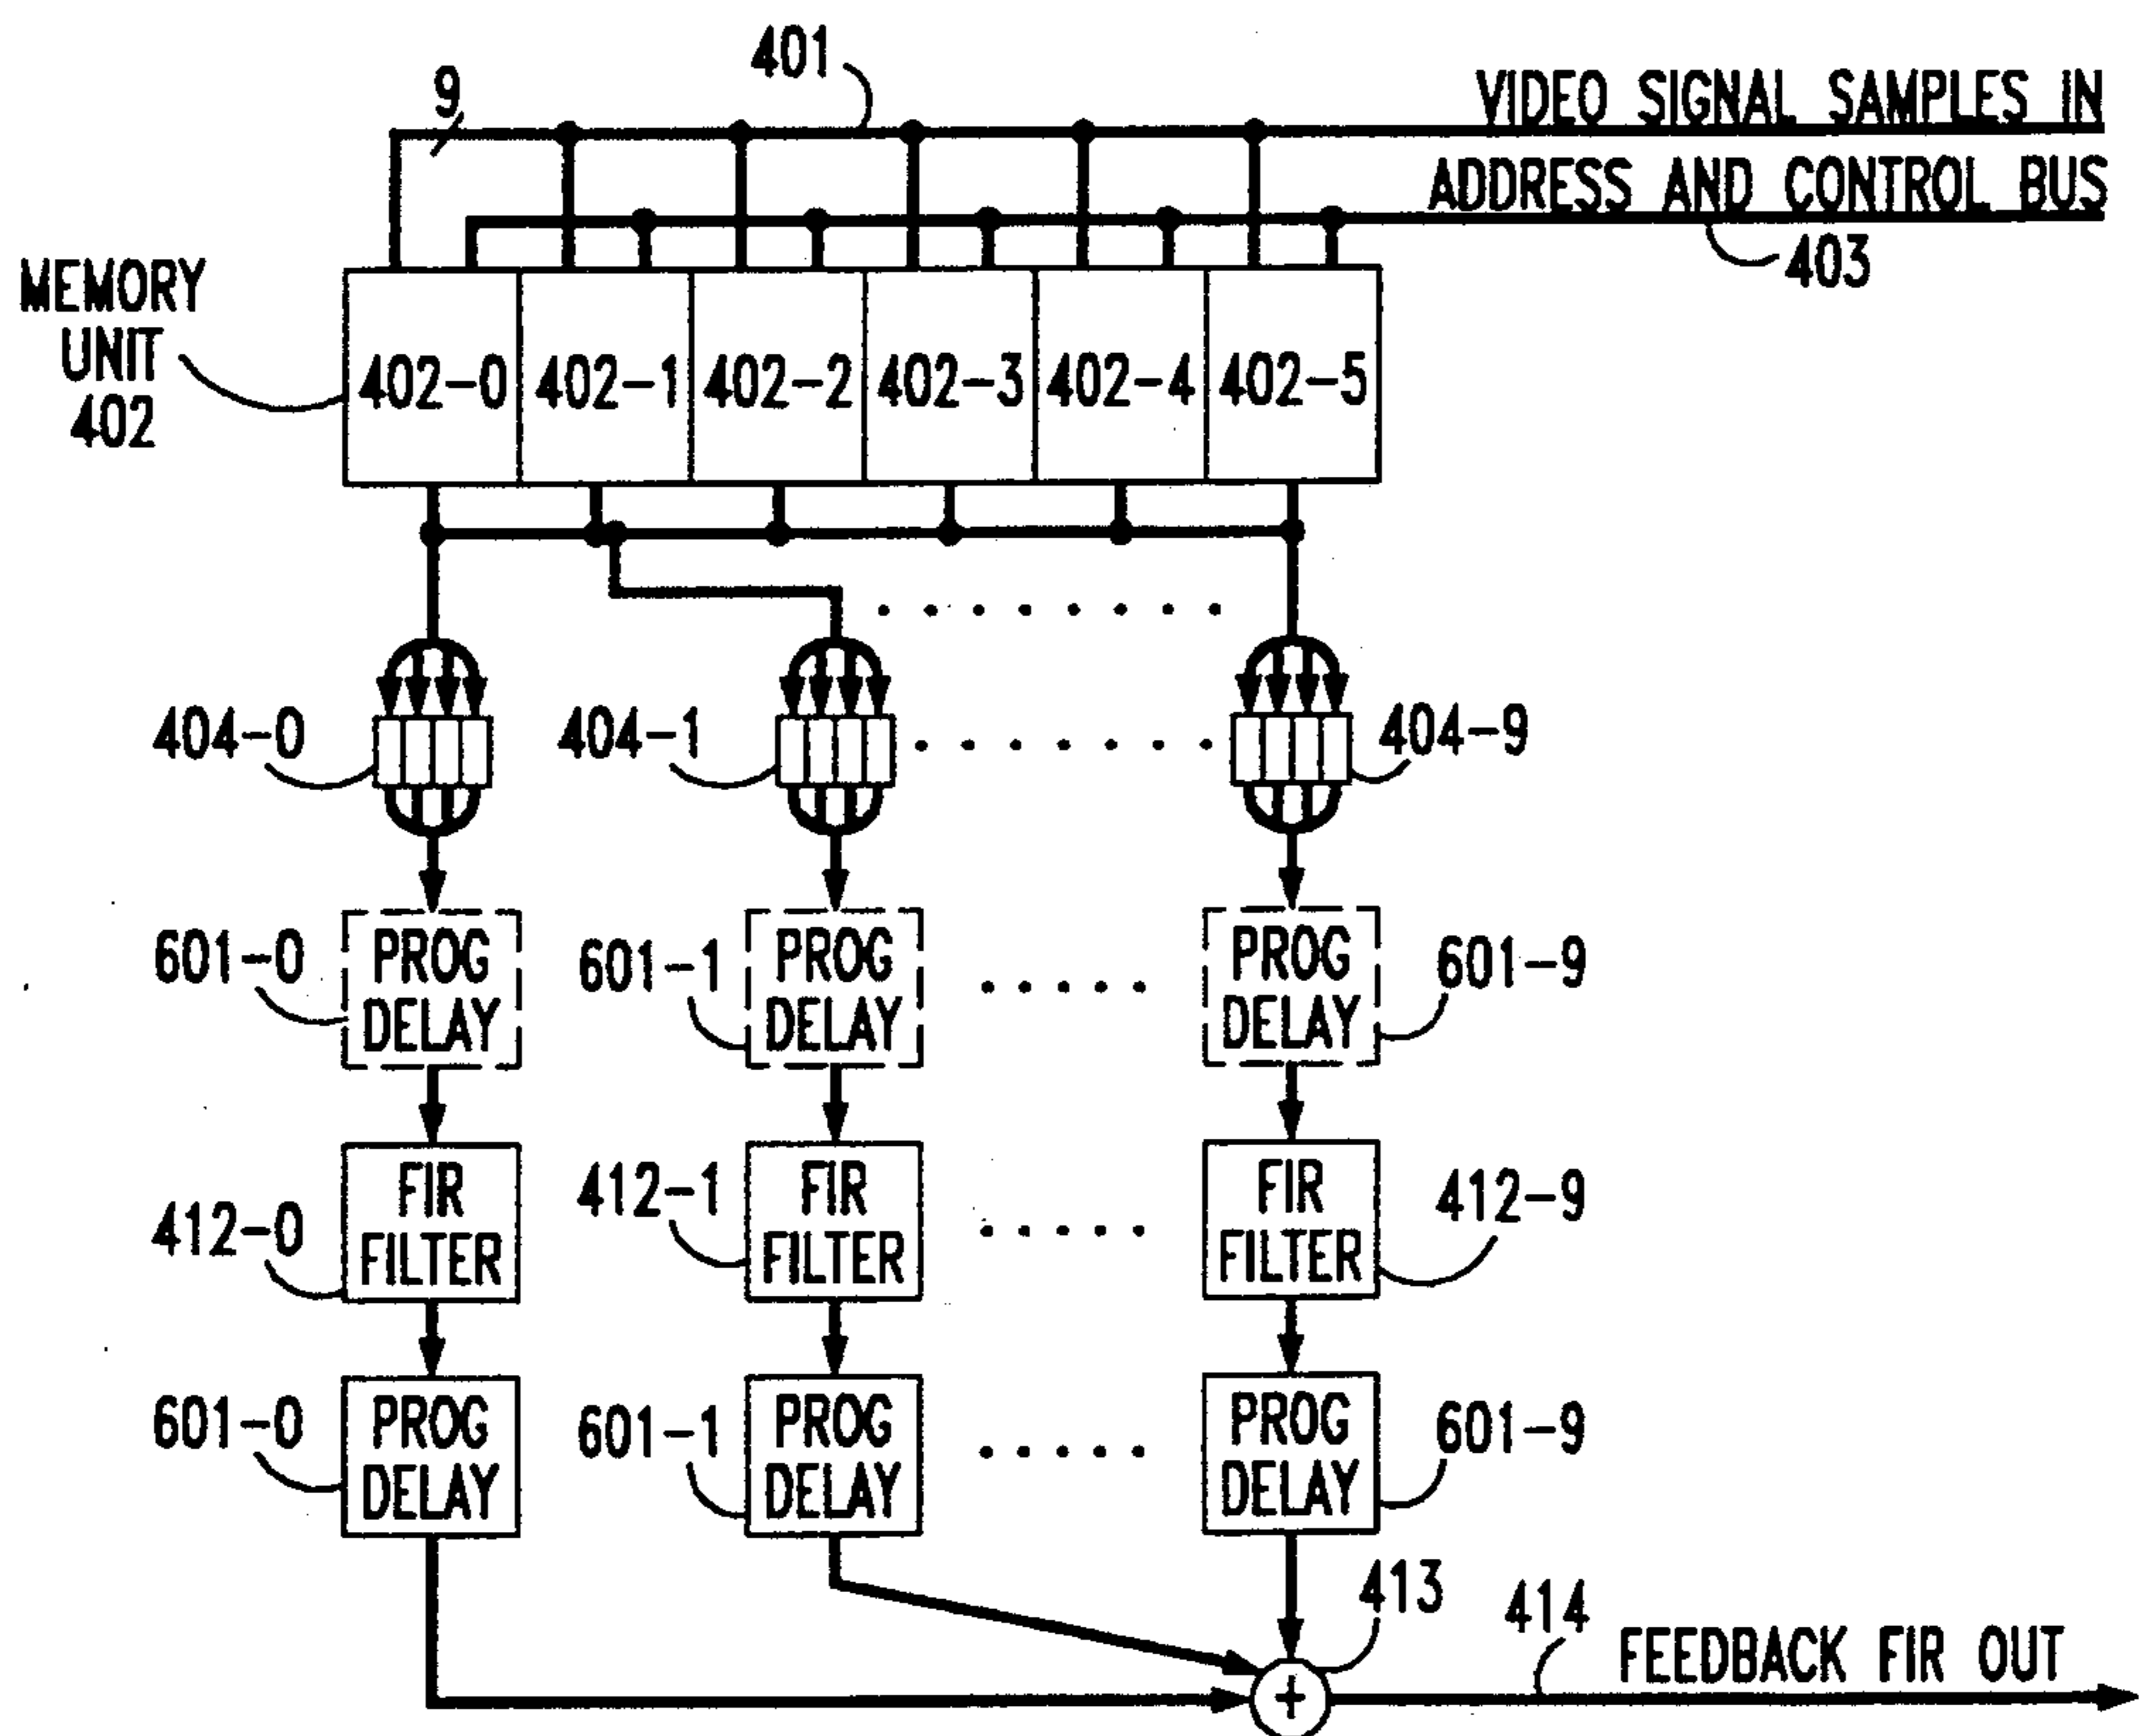 401
9
VIDEO SIGNAL SAMPLES IN
ADDRESS AND CONTROL BUS
403
MEMORY
UNIT
402
402-0 402-1 402-2 402-3 402-4 402-5
404-0 404-1 404-9
601-0 PROG DELAY 601-1 PROG DELAY PROG DELAY 601-9
412-0 FIR FILTER 412-1 FIR FILTER FIR FILTER 412-9
601-0 PROG DELAY 601-1 PROG DELAY PROG DELAY 601-9
413
+
414
FEEDBACK FIR OUT